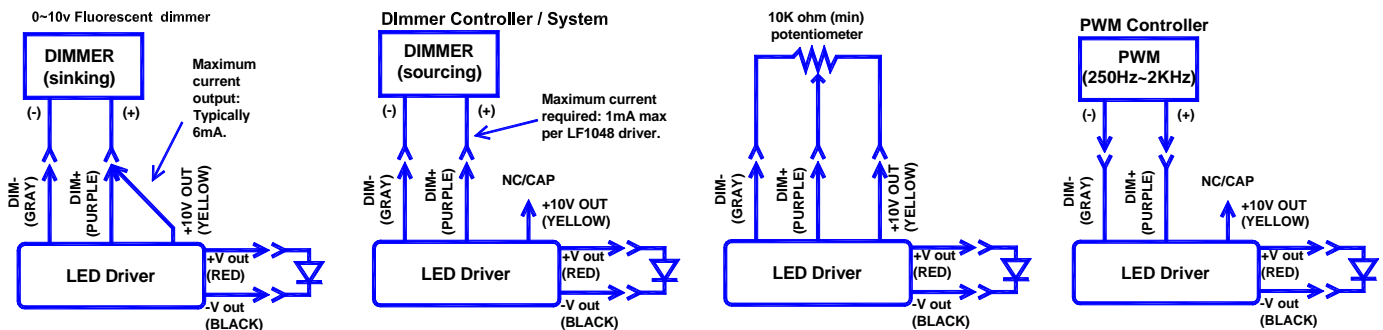 0~10v Fluorescent dimmer
DIMMER
(sinking)
Maximum
current
output:
Typically
6mA.
(-)
(+)
DIM-
(GRAY)
DIM+
(PURPLE)
+10V OUT
(YELLOW)
LED Driver
+V out
(RED)
-V out
(BLACK)
DImmer Controller / System
DIMMER
(sourcing)
(-)
(+)
Maximum current
required: 1mA max
per LF1048 driver.
DIM-
(GRAY)
DIM+
(PURPLE)
NC/CAP
+10V OUT
(YELLOW)
LED Driver
+V out
(RED)
-V out
(BLACK)
10K ohm (min)
potentiometer
DIM-
(GRAY)
DIM+
(PURPLE)
+10V OUT
(YELLOW)
LED Driver
+V out
(RED)
-V out
(BLACK)
PWM Controller
PWM
(250Hz~2KHz)
(-)
(+)
DIM-
(GRAY)
DIM+
(PURPLE)
NC/CAP
+10V OUT
(YELLOW)
LED Driver
+V out
(RED)
-V out
(BLACK)